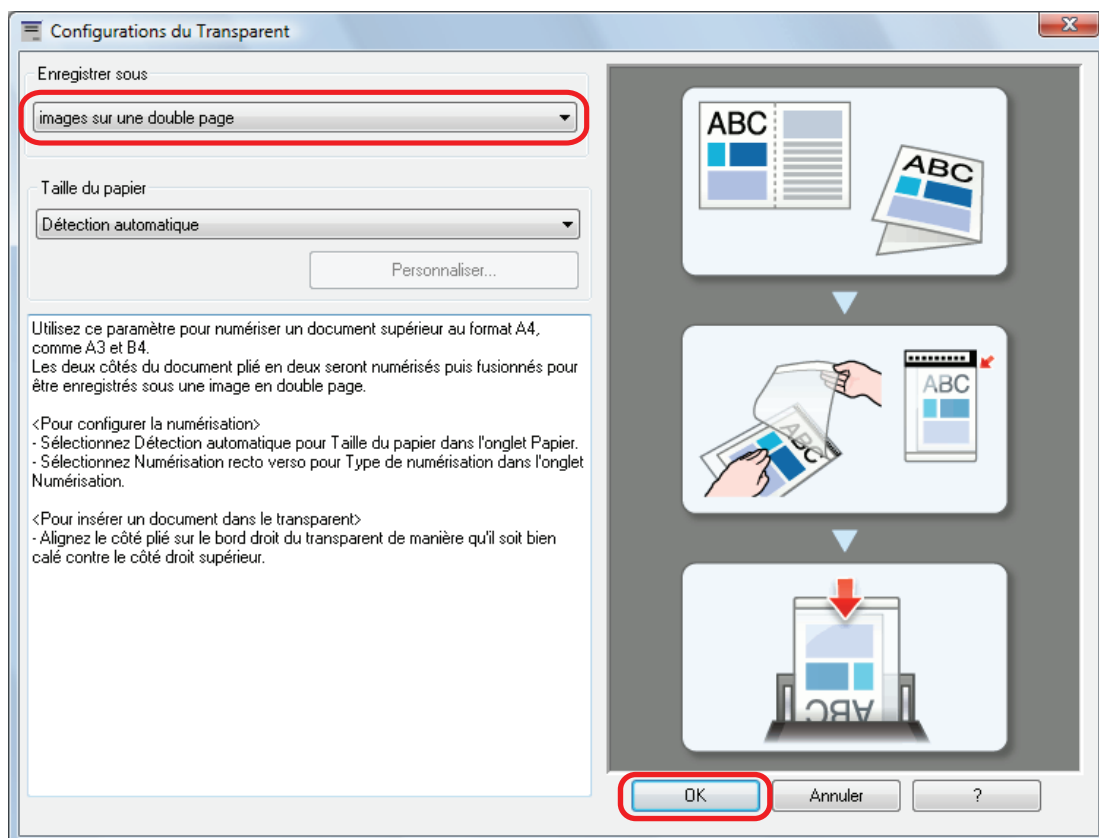 Configurations du Transparent
X
Enregistrer sous
images sur une double page
Taille du papier
Détection automatique
Personnaliser...
Utilisez ce paramètre pour numériser un document supérieur au format A4,
comme A3 et B4.
Les deux côtés du document plié en deux seront numérisés puis fusionnés pour
être enregistrés sous une image en double page.
<Pour configurer la numérisation>
- Sélectionnez Détection automatique pour Taille du papier dans l'onglet Papier.
- Sélectionnez Numérisation recto verso pour Type de numérisation dans l'onglet
Numérisation.
<Pour insérer un document dans le transparent>
- Alignez le côté plié sur le bord droit du transparent de manière qu'il soit bien
calé contre le côté droit supérieur.
ABC
ABC
ABC
ABC
ABC
OK
Annuler
?